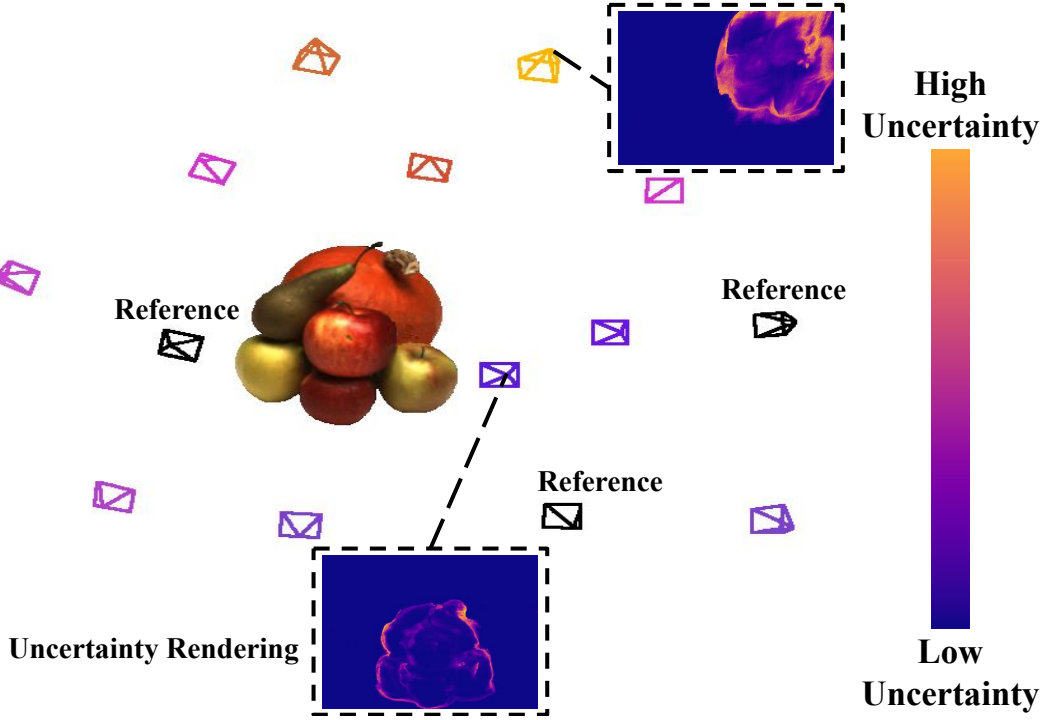 High
Uncertainty
Reference
Reference
Reference
Uncertainty Rendering
Low
Uncertainty